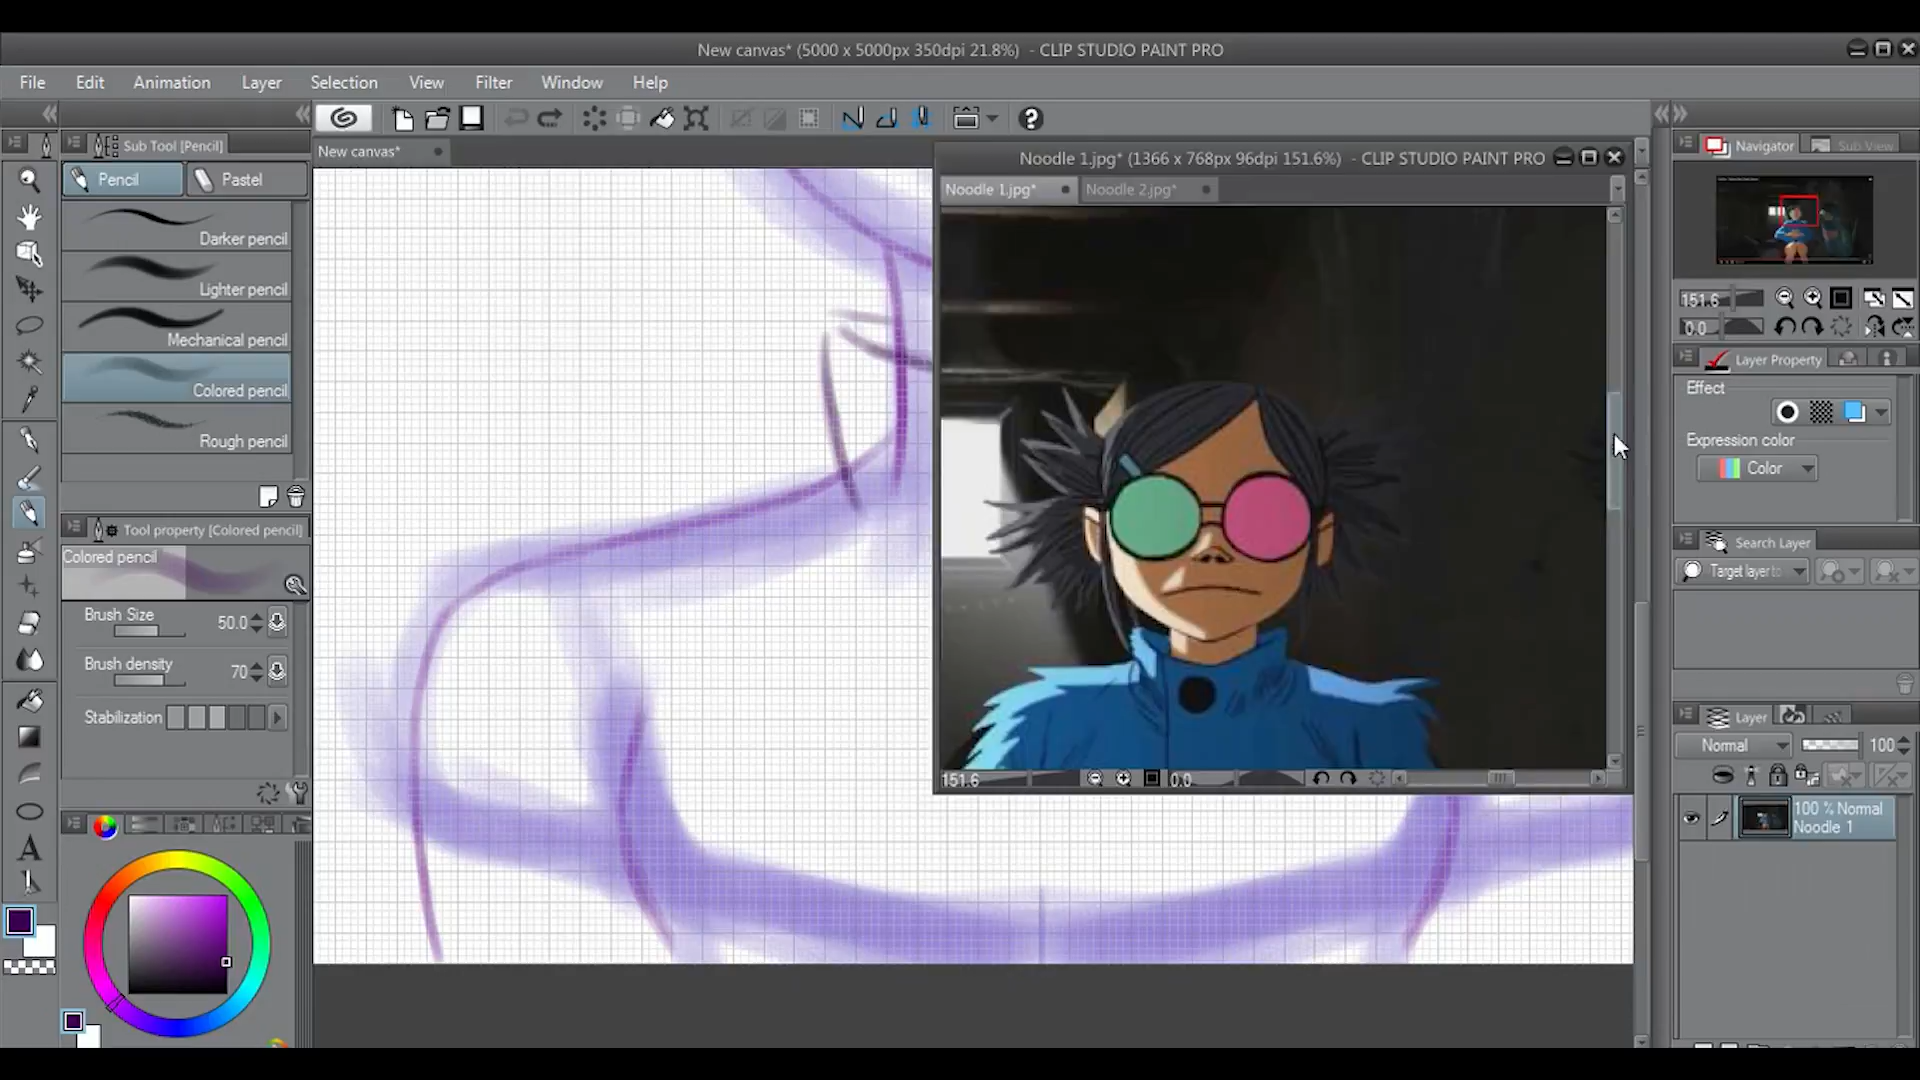 New canvas* (5000 x 5000px 350dpi 21.8%) - CLIP STUDIO PAINT PRO
File Edit Animation Layer Selection View Filter Window Help
Sub Tool [Pencil]
Pencil Pastel
Darker pencil
Lighter pencil
Mechanical pencil
Colored pencil
Rough pencil
Tool property [Colored pencil]
Colored pencil
Brush Size 50.0
Brush density 70
Stabilization
A
New canvas*
?
Noodle 1.jpg* (1366 x 768px 96dpi 151.6%) - CLIP STUDIO PAINT PRO
Noodle 1.jpg* Noodle 2.jpg*
151.6 0.0
Navigator Sub View
151.6
0.0
Layer Property
Effect
Expression color
Color
Search Layer
Target layer to
Layer
Normal 100
100 % Normal
Noodle 1